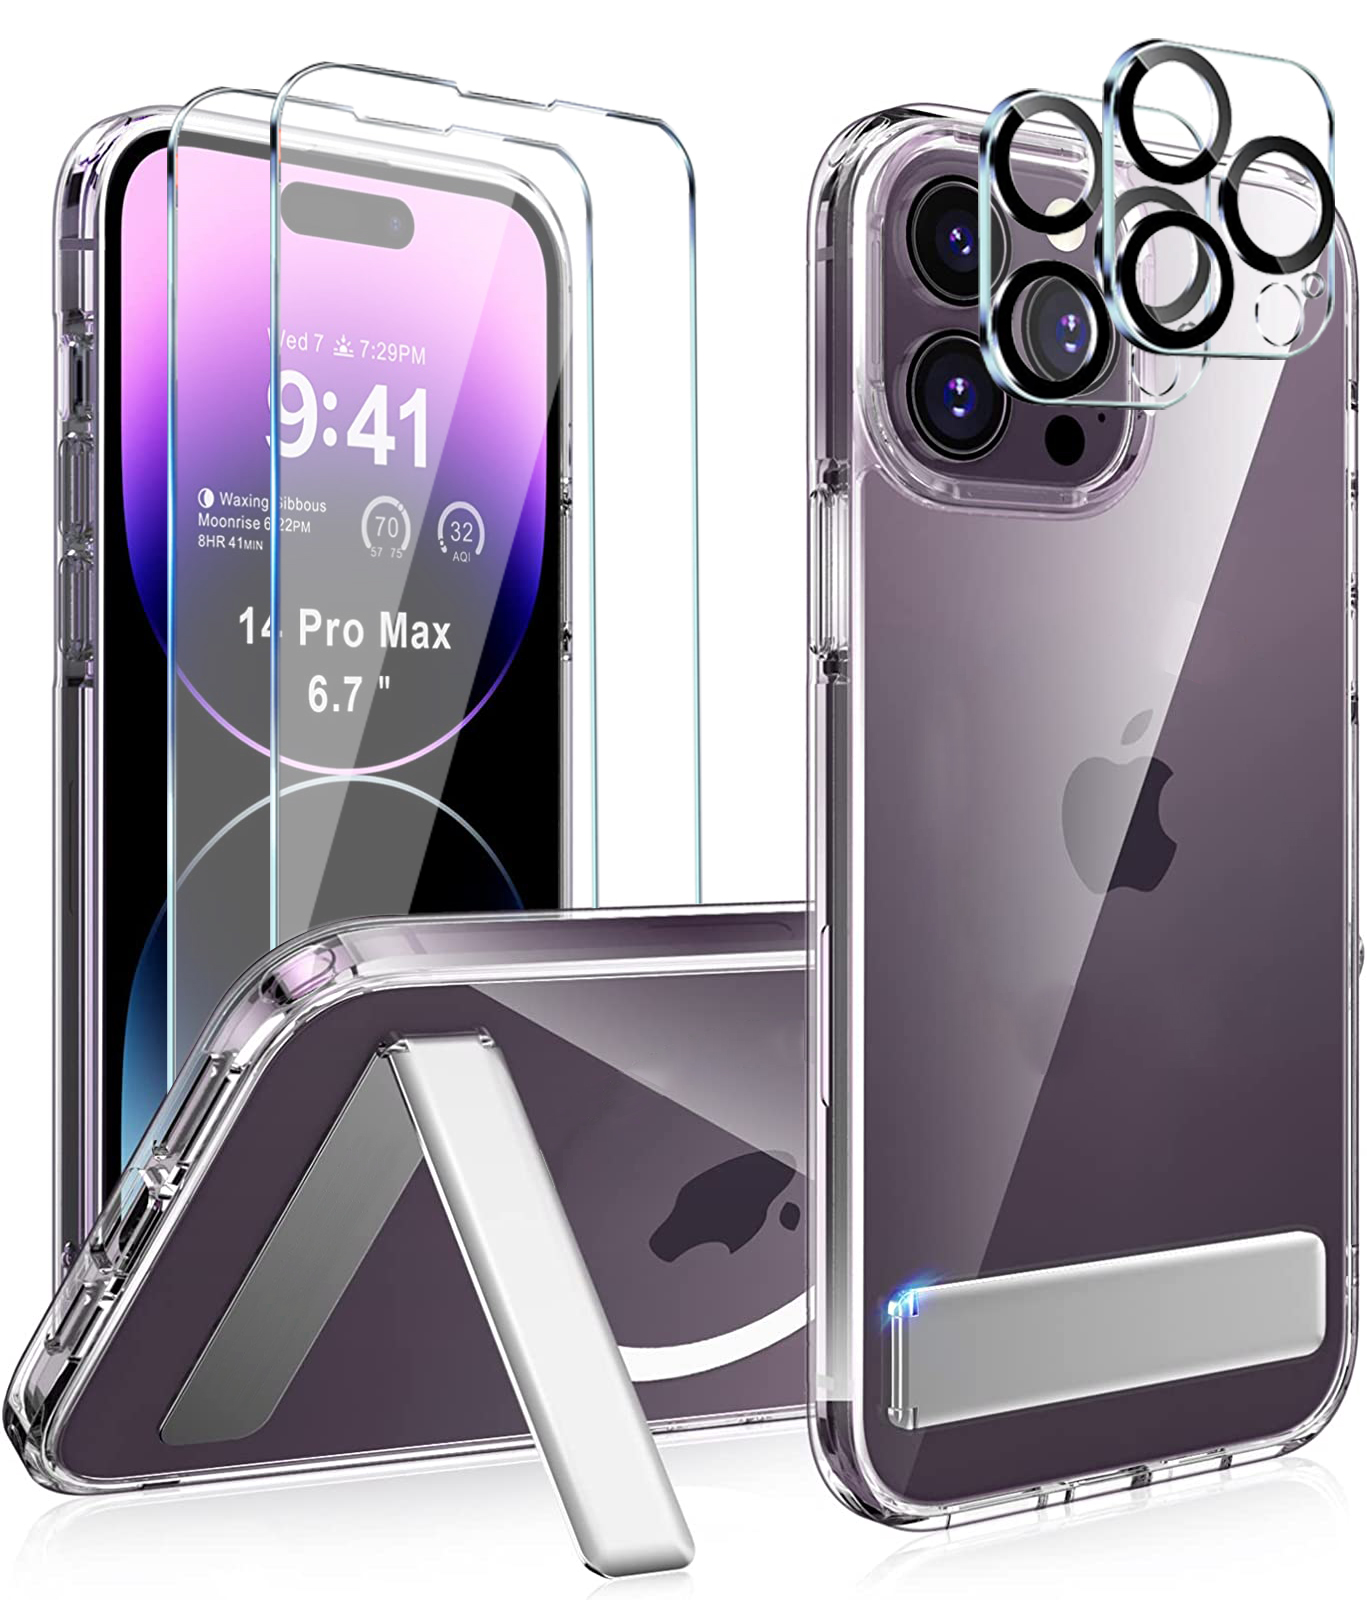 Wed 7 7:29PM
9:41
Waxing Gibbous
Moonrise 6:22PM
8HR 41MIN
70
57 75
32
AQI
14 Pro Max
6.7 "